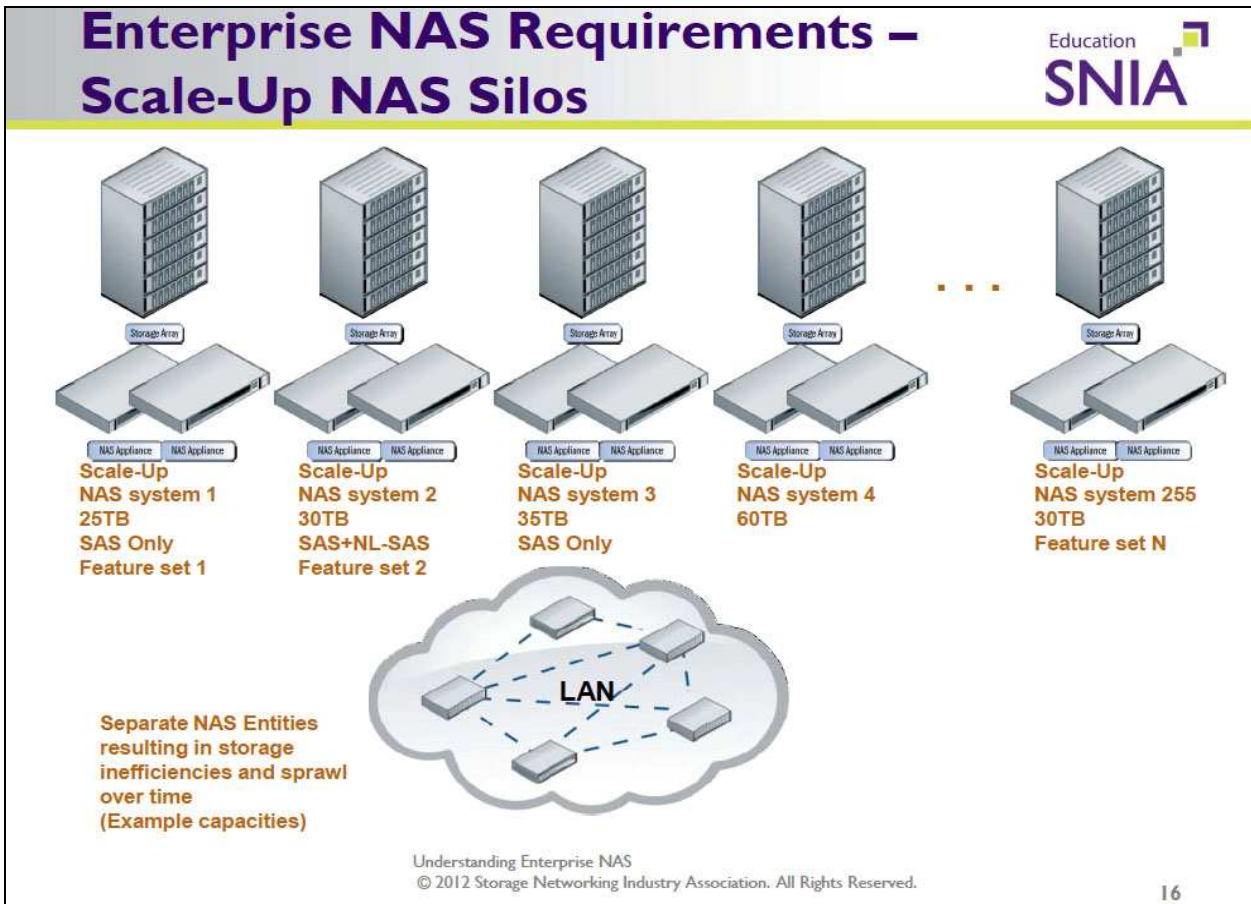 Enterprise NAS Requirements –
Scale-Up NAS Silos
Education
SNIA
Storage Array
Storage Array
Storage Array
Storage Array
. . .
Storage Array
NAS Appliance NAS Appliance
NAS Appliance NAS Appliance
NAS Appliance NAS Appliance
NAS Appliance NAS Appliance
NAS Appliance NAS Appliance
Scale-Up
NAS system 1
25TB
SAS Only
Feature set 1
Scale-Up
NAS system 2
30TB
SAS+NL-SAS
Feature set 2
Scale-Up
NAS system 3
35TB
SAS Only
Scale-Up
NAS system 4
60TB
Scale-Up
NAS system 255
30TB
Feature set N
LAN
Separate NAS Entities
resulting in storage
inefficiencies and sprawl
over time
(Example capacities)
Understanding Enterprise NAS
© 2012 Storage Networking Industry Association. All Rights Reserved.
16